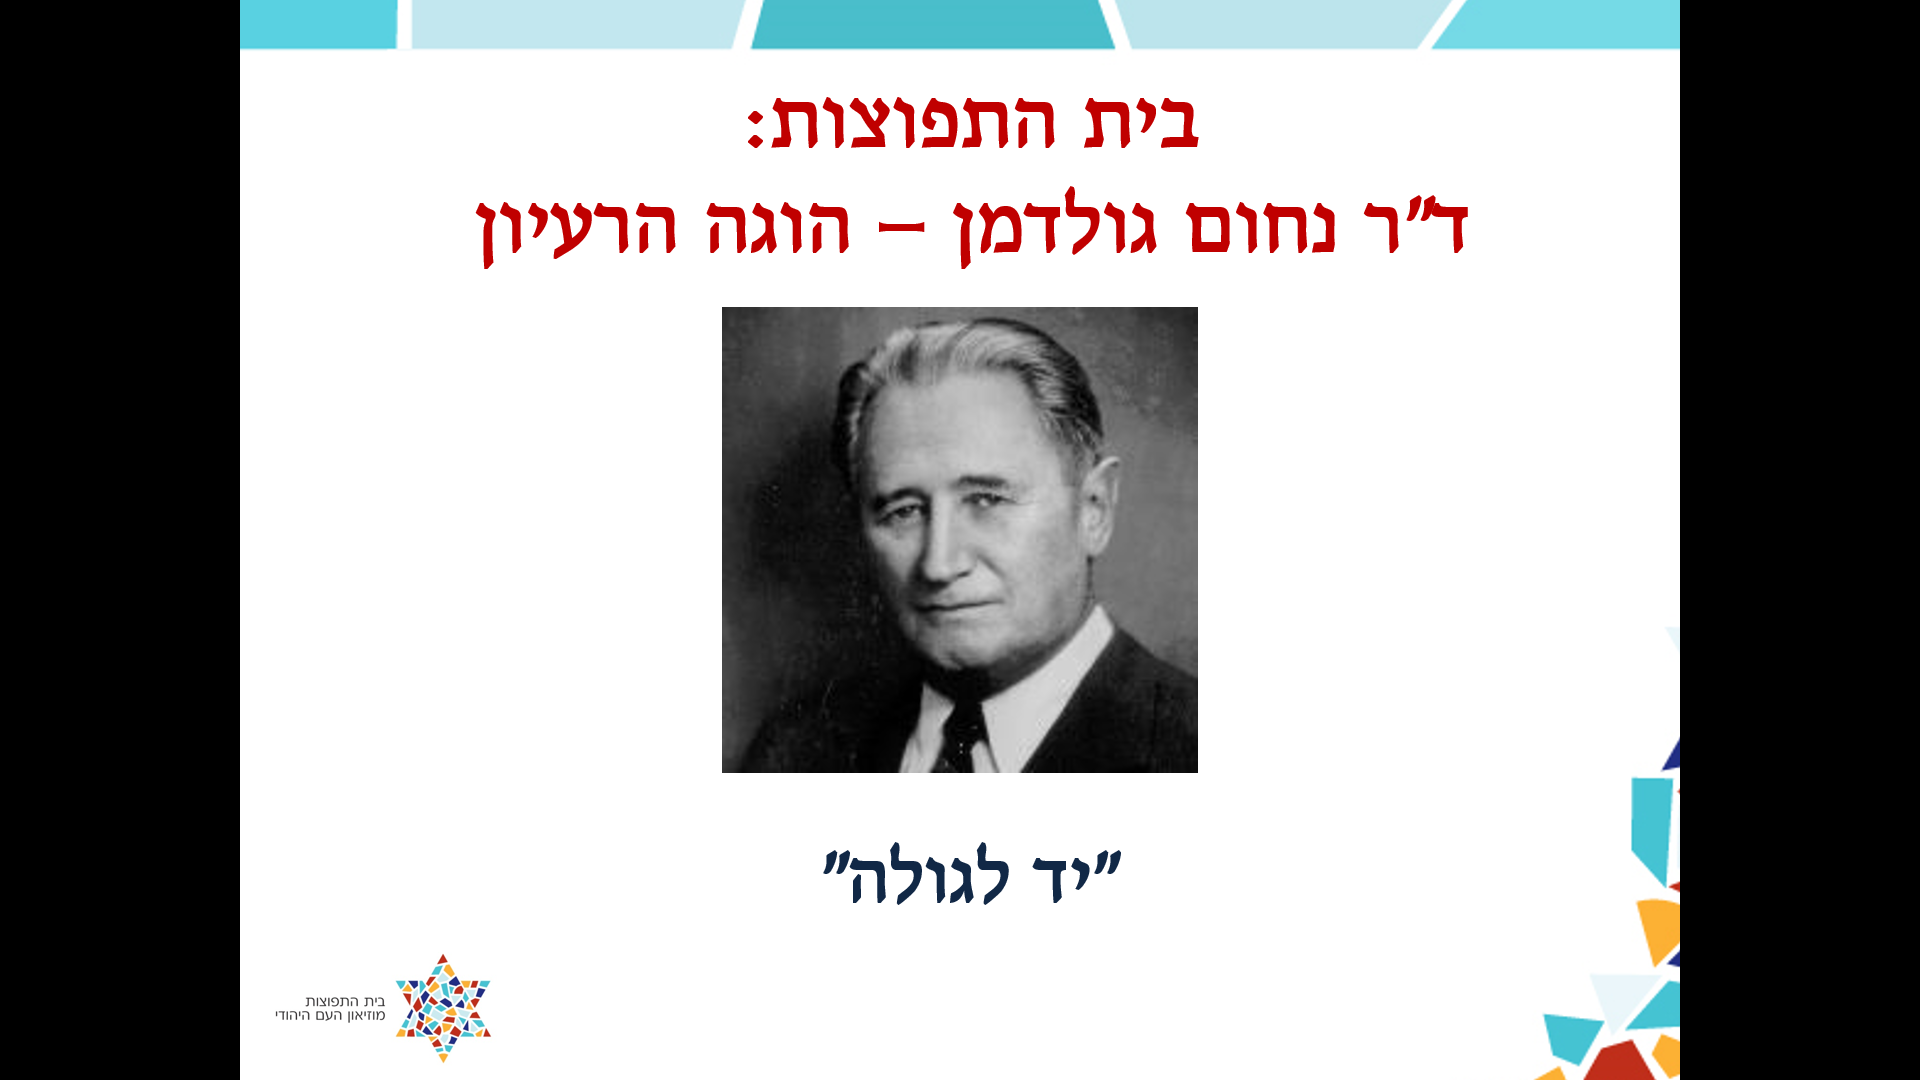 בית התפוצות:
ד"ר נחום גולדמן – הוגה הרעיון
"יד לגולה"
בית התפוצות
מוזיאון העם היהודי